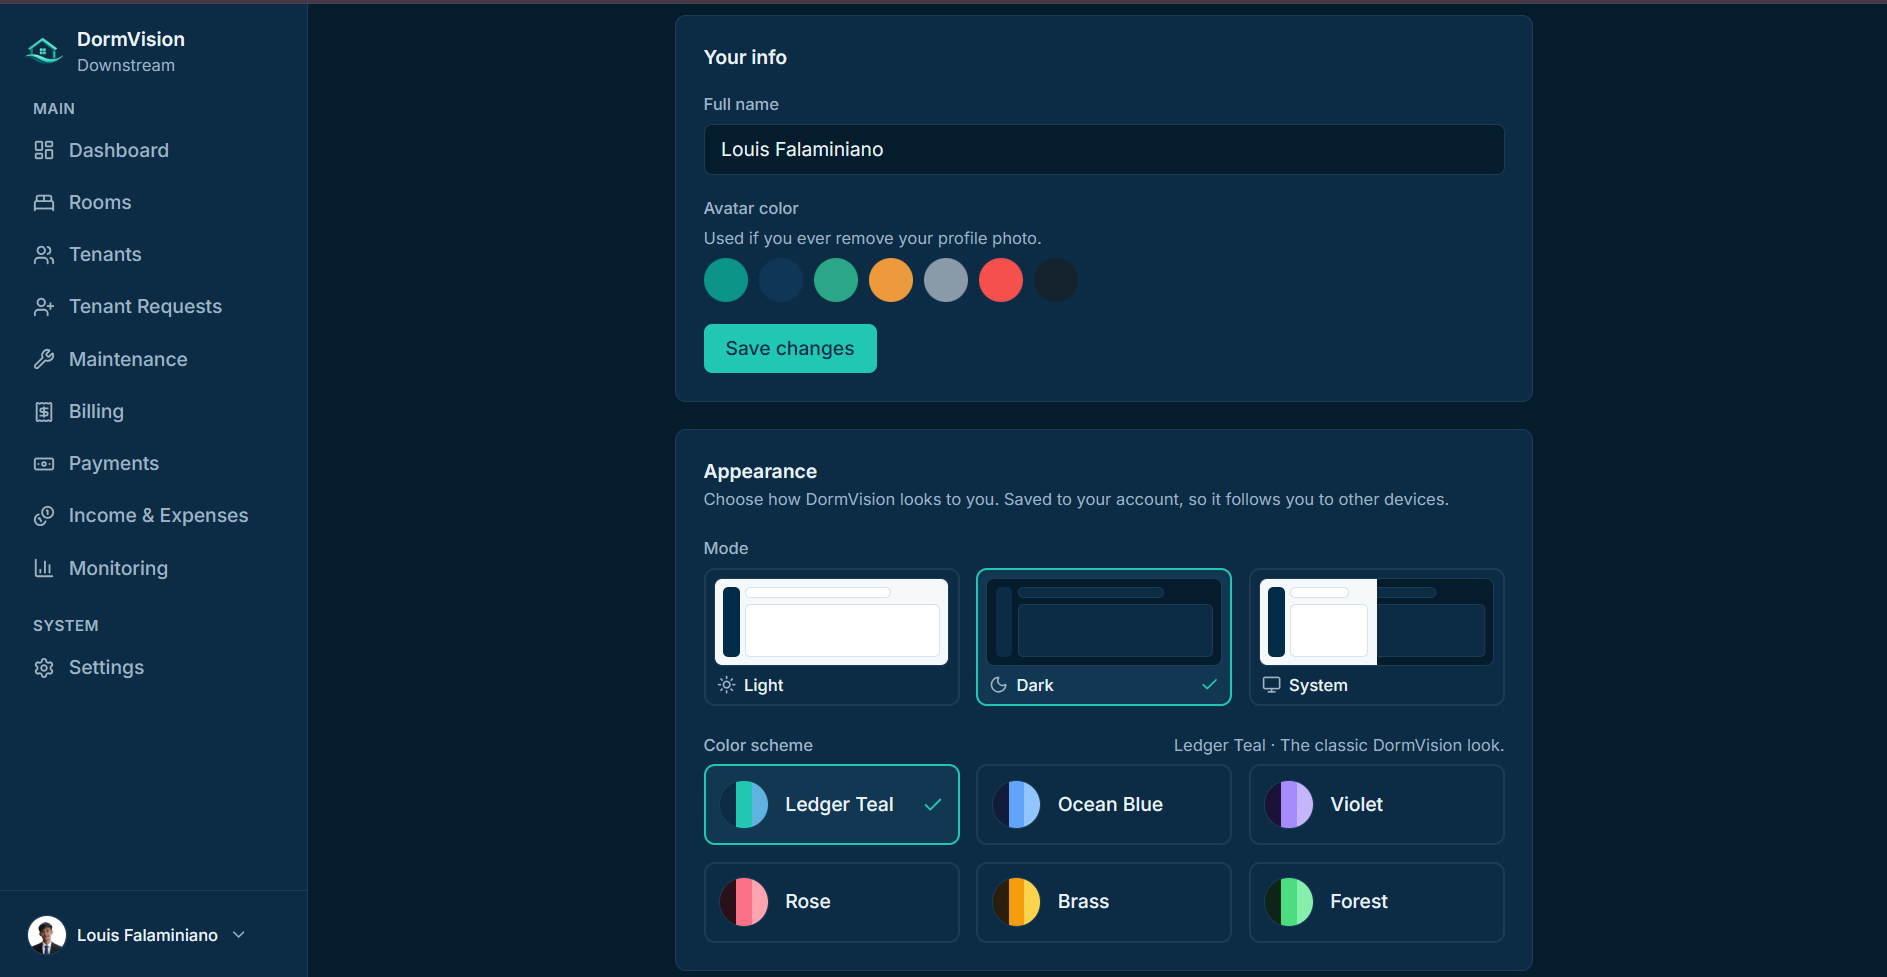 DormVision
Downstream
MAIN
Dashboard
Rooms
Tenants
Tenant Requests
Maintenance
Billing
Payments
Income & Expenses
Monitoring
SYSTEM
Settings
Louis Falaminiano
Your info
Full name
Louis Falaminiano
Avatar color
Used if you ever remove your profile photo.
Save changes
Appearance
Choose how DormVision looks to you. Saved to your account, so it follows you to other devices.
Mode
Light
Dark
System
Color scheme
Ledger Teal · The classic DormVision look.
Ledger Teal
Ocean Blue
Violet
Rose
Brass
Forest